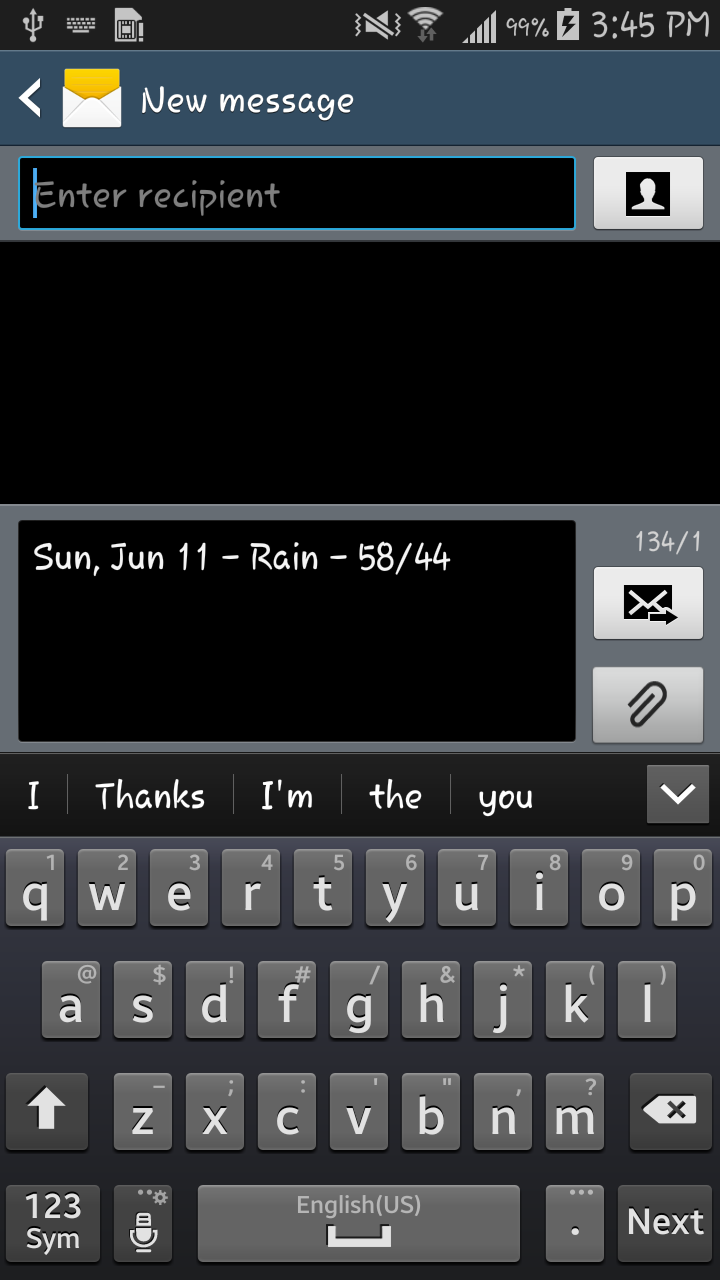 99% 3:45 PM
New message
Enter recipient
Sun, Jun 11 – Rain – 58/44
134/1
I Thanks I'm the you
1 2 3 4 5 6 7 8 9 0
q w e r t y u i o p
@ $ ! # / & * ( )
a s d f g h j k l
– ; : ' " , ?
z x c v b n m
123 English(US) ...
Sym . Next